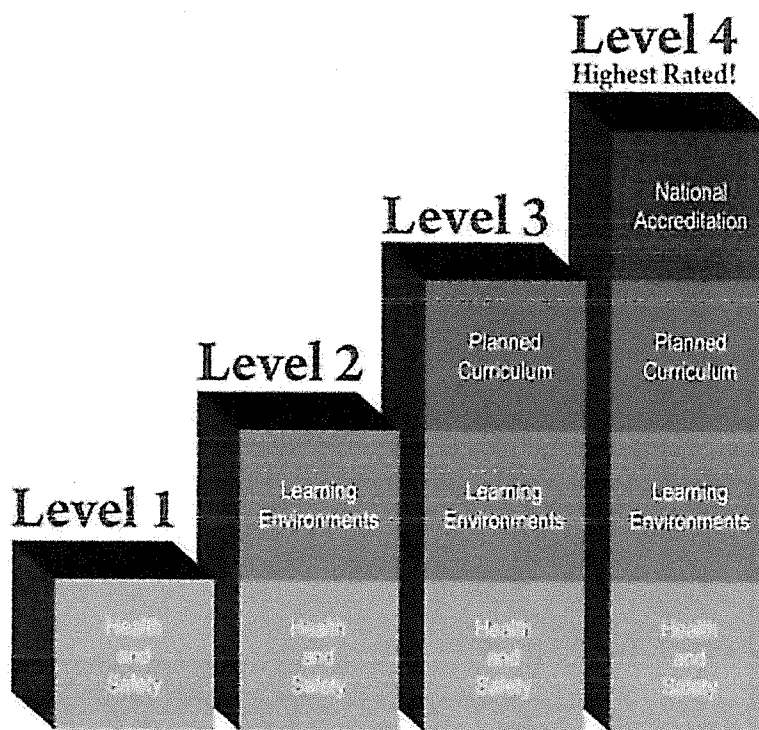 Level 4
Highest Rated!
National
Accreditation
Level 3
Planned
Curriculum
Planned
Curriculum
Level 2
Learning
Environments
Learning
Environments
Learning
Environments
Level 1
Health
and
Safety
Health
and
Safety
Health
and
Safety
Health
and
Safety